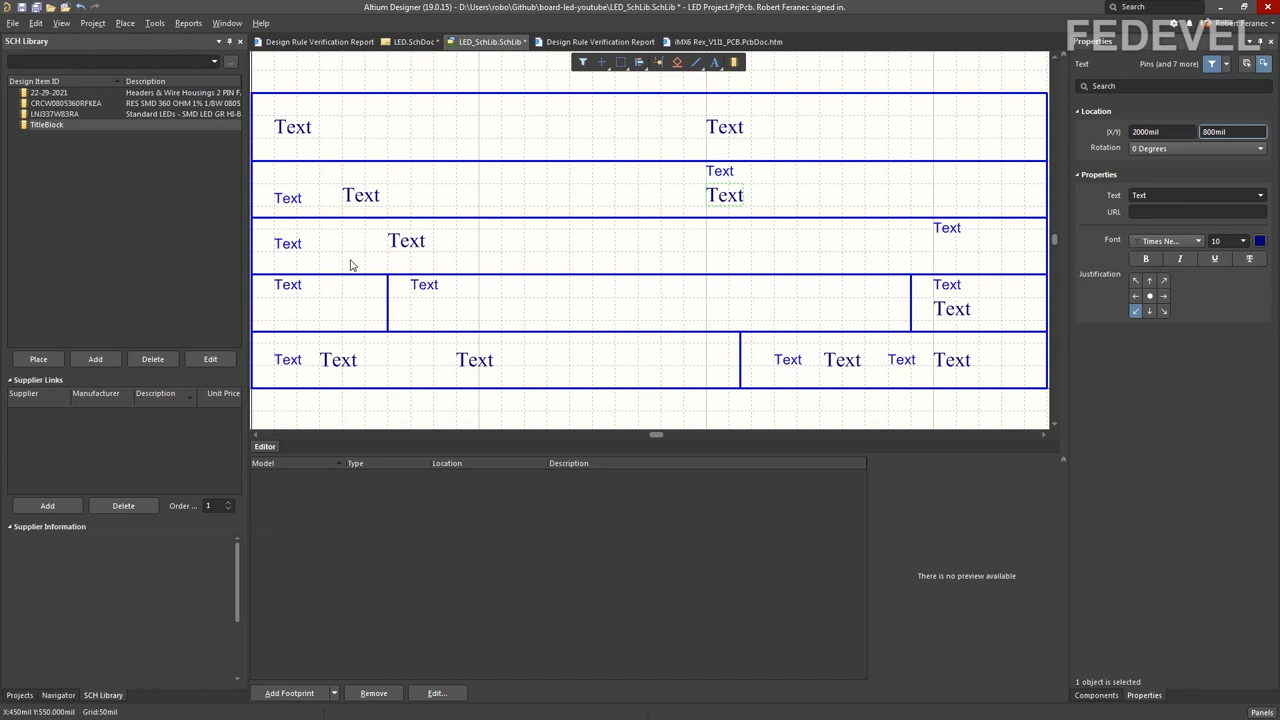 Altium Designer (19.0.15) - C:\Users\robo\Github\board-led-youtube\LED_SchLib.SchLib * - LED Project.PrjPcb. Robert Feranec signed in.
Search
File Edit View Project Place Tools Reports Window Help
Robert Feranec
FEDEVEL
SCH Library
Design Rule Verification Report
LED.SchDoc *
LED_SchLib.SchLib *
Design Rule Verification Report
iMX6 Rex_V1I1_PCB.PcbDoc.htm
Properties
Text
Pins (and 7 more)
Search
Design Item ID Description
22-29-2021 Headers & Wire Housings 2 PIN F
CRCW0805360RFKEA RES SMD 360 OHM 1% 1/8W 0805
LNJ337W83RA Standard LEDs - SMD LED GR HI-B
TitleBlock
Place Add Delete Edit
Supplier Links
Supplier Manufacturer Description Unit Price
Add Delete Order ... 1
Supplier Information
Projects Navigator SCH Library
X:450mil Y:550.000mil Grid:50mil
Text Text
Text
Text Text Text
Text
Text Text
Text Text Text
Text
Text Text Text Text Text Text Text
Editor
Model Type Location Description
There is no preview available
Add Footprint Remove Edit...
Location
(X/Y) 2000mil 800mil
Rotation 0 Degrees
Properties
Text Text
URL
Font Times Ne... 10
B I U T
Justification
1 object is selected
Components Properties
Panels